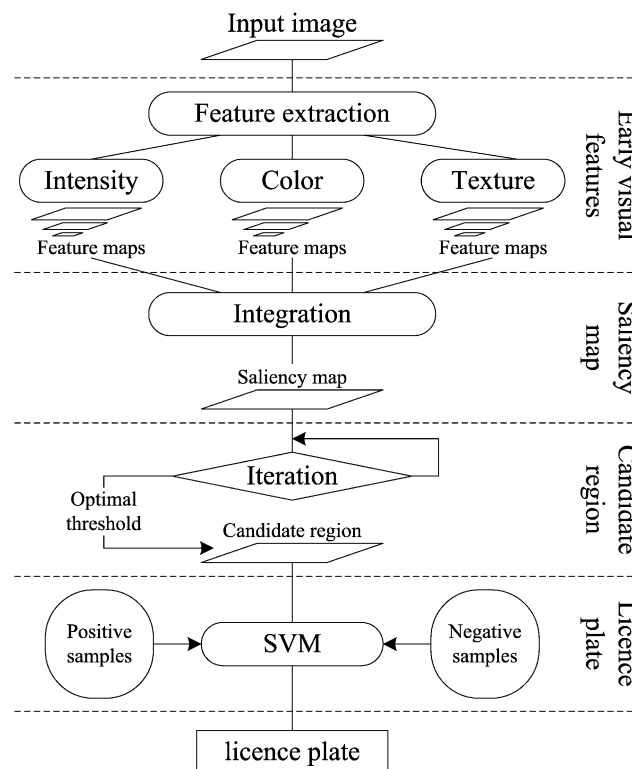 Input image
Feature extraction
Early visual
features
Intensity
Color
Texture
Feature maps
Feature maps
Feature maps
Integration
Saliency
map
Saliency map
Iteration
Candidate
region
Optimal
threshold
Candidate region
Licence
plate
Positive
samples
SVM
Negative
samples
licence plate